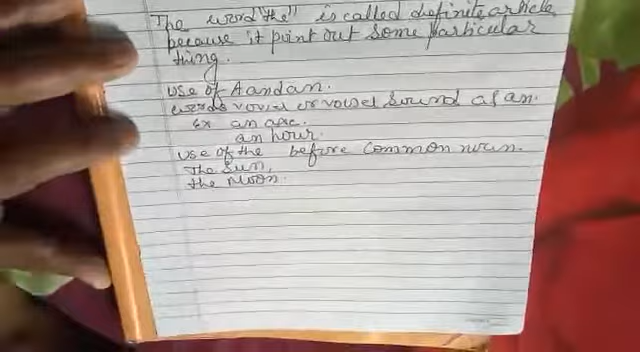 The word "the" is called definite article
because it point out some particular
thing.
use of A and an.
words vowel or vowel sound as an.
Ex an axe.
an hour.
use of the before common noun.
The Sun,
the Moon.